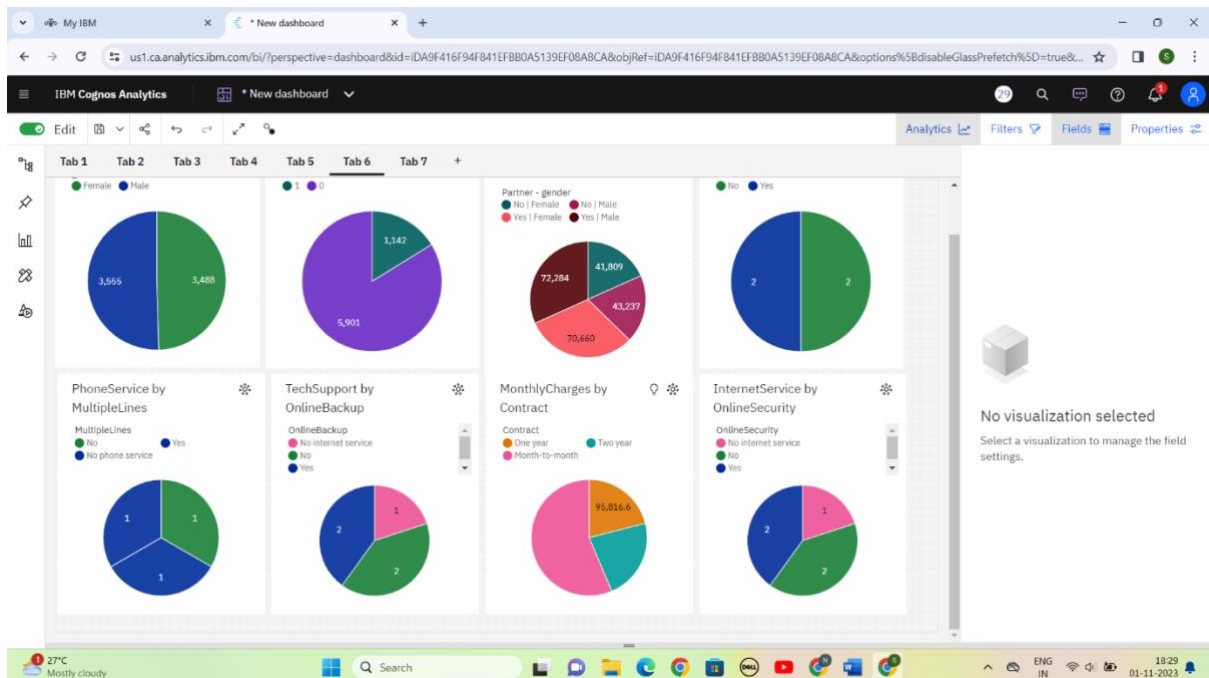 My IBM
* New dashboard
us1.ca.analytics.ibm.com/bi/?perspective=dashboard&id=iDA9F416F94F841EFBB0A5139EF08A8CA&objRef=iDA9F416F94F841EFBB0A5139EF08A8CA&options%5BdisableGlassPrefetch%5D=true&...
S
IBM Cognos Analytics
* New dashboard
29
1
Edit
Analytics
Filters
Fields
Properties
Tab 1 Tab 2 Tab 3 Tab 4 Tab 5 Tab 6 Tab 7 +
Female Male
3,555
3,488
1 0
1,142
5,901
Partner - gender
No | Female No | Male
Yes | Female Yes | Male
72,284
41,809
43,237
70,660
No Yes
2
2
PhoneService by
MultipleLines
MultipleLines
No Yes
No phone service
1
1
1
TechSupport by
OnlineBackup
OnlineBackup
No internet service
No
Yes
2
1
2
MonthlyCharges by
Contract
Contract
One year Two year
Month-to-month
95,816.6
InternetService by
OnlineSecurity
OnlineSecurity
No internet service
No
Yes
2
1
2
No visualization selected
Select a visualization to manage the field
settings.
1
27°C
Mostly cloudy
Search
DELL
ENG
IN
18:29
01-11-2023